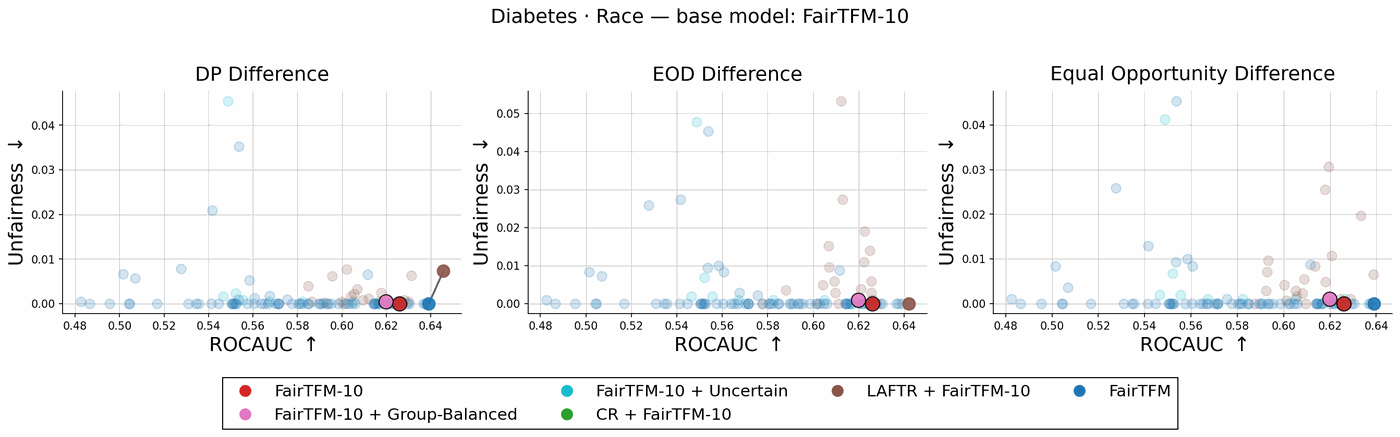 Diabetes · Race — base model: FairTFM-10
DP Difference
EOD Difference
Equal Opportunity Difference
Unfairness ↓
0.04
0.03
0.02
0.01
0.00
0.48 0.50 0.52 0.54 0.56 0.58 0.60 0.62 0.64
ROCAUC ↑
Unfairness ↓
0.05
0.04
0.03
0.02
0.01
0.00
0.48 0.50 0.52 0.54 0.56 0.58 0.60 0.62 0.64
ROCAUC ↑
Unfairness ↓
0.04
0.03
0.02
0.01
0.00
0.48 0.50 0.52 0.54 0.56 0.58 0.60 0.62 0.64
ROCAUC ↑
FairTFM-10
FairTFM-10 + Uncertain
LAFTR + FairTFM-10
FairTFM
FairTFM-10 + Group-Balanced
CR + FairTFM-10